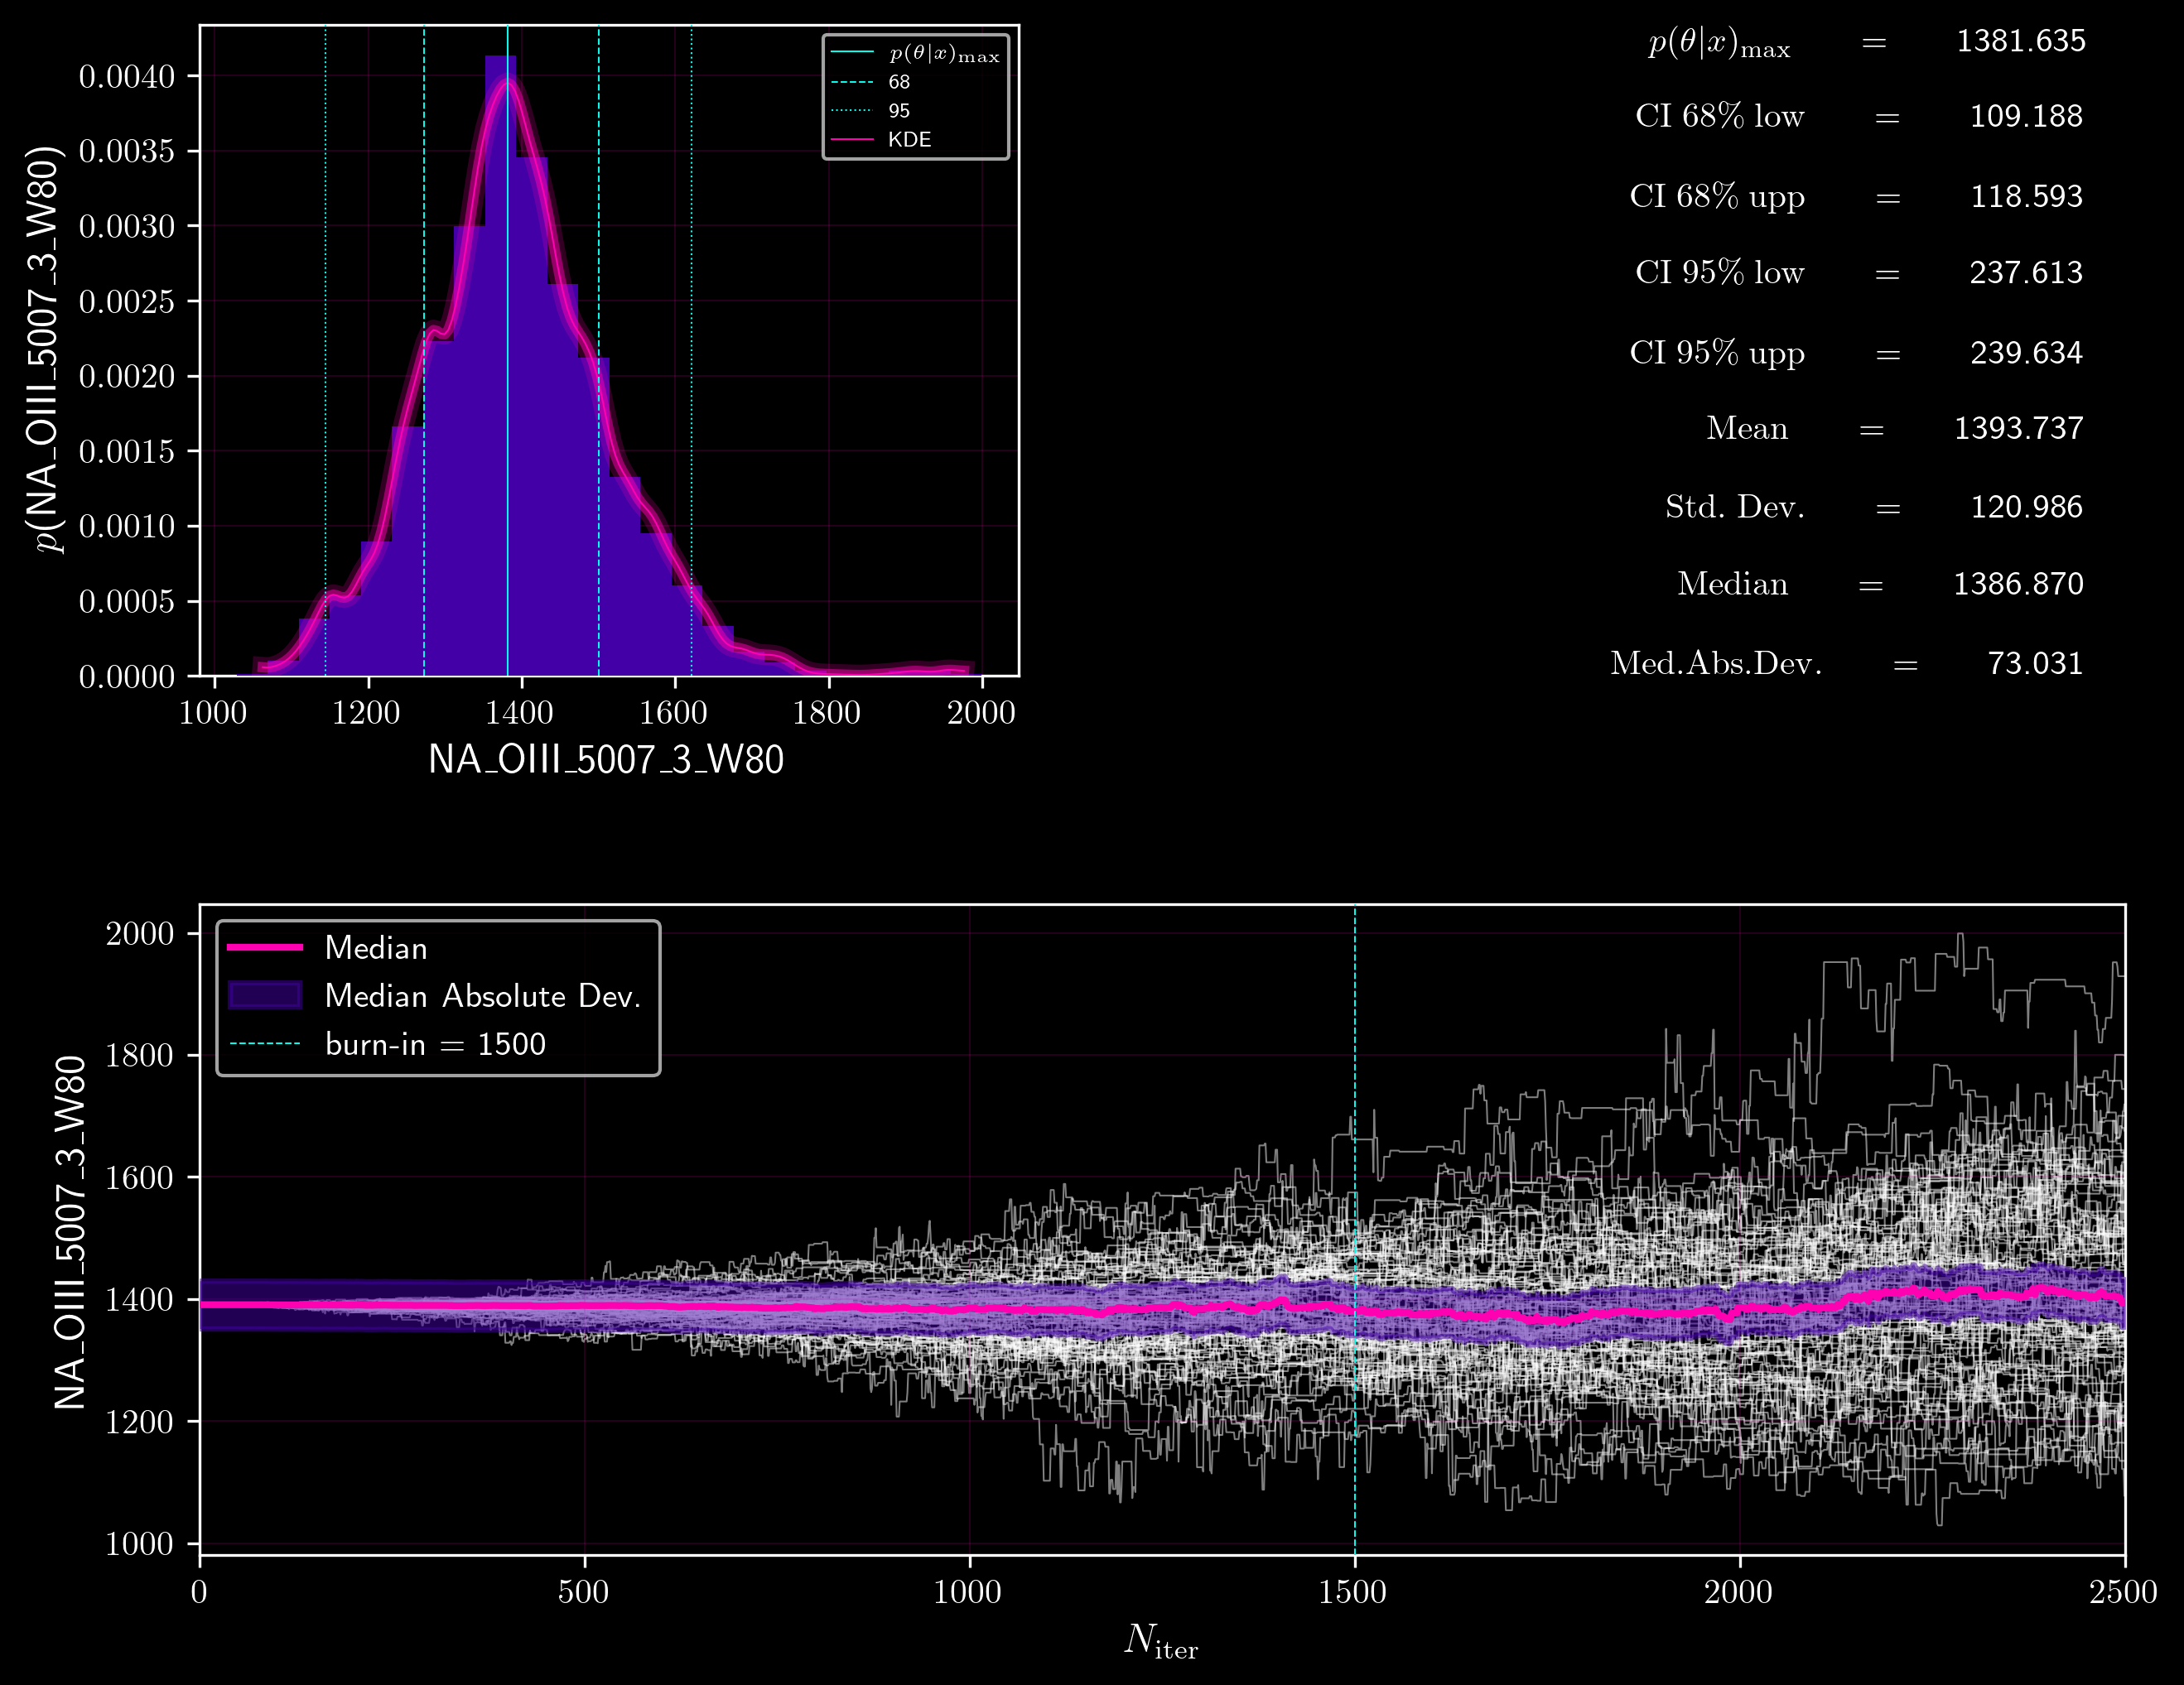 p(NA_OIII_5007_3_W80)
0.0040
0.0035
0.0030
0.0025
0.0020
0.0015
0.0010
0.0005
0.0000
1000 1200 1400 1600 1800 2000
NA_OIII_5007_3_W80
p(θ|x)max
68
95
KDE
p(θ|x)max = 1381.635
CI 68% low = 109.188
CI 68% upp = 118.593
CI 95% low = 237.613
CI 95% upp = 239.634
Mean = 1393.737
Std. Dev. = 120.986
Median = 1386.870
Med.Abs.Dev. = 73.031
NA_OIII_5007_3_W80
2000
1800
1600
1400
1200
1000
Median
Median Absolute Dev.
burn-in = 1500
0 500 1000 1500 2000 2500
Niter